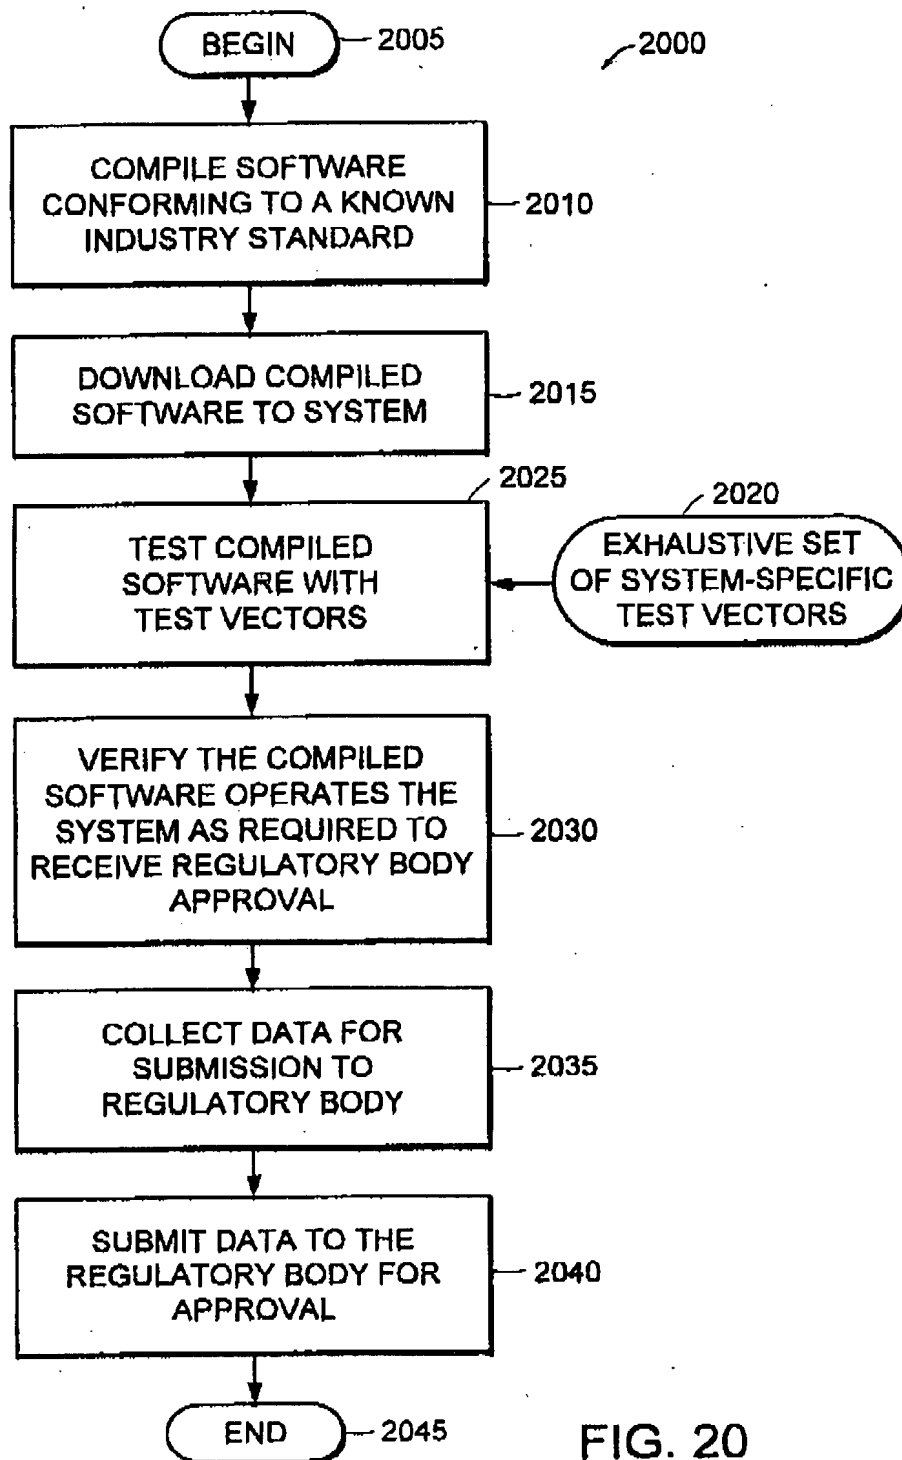 BEGIN
2005
2000
COMPILE SOFTWARE
CONFORMING TO A KNOWN
INDUSTRY STANDARD
2010
DOWNLOAD COMPILED
SOFTWARE TO SYSTEM
2015
2025
TEST COMPILED
SOFTWARE WITH
TEST VECTORS
2020
EXHAUSTIVE SET
OF SYSTEM-SPECIFIC
TEST VECTORS
VERIFY THE COMPILED
SOFTWARE OPERATES THE
SYSTEM AS REQUIRED TO
RECEIVE REGULATORY BODY
APPROVAL
2030
COLLECT DATA FOR
SUBMISSION TO
REGULATORY BODY
2035
SUBMIT DATA TO THE
REGULATORY BODY FOR
APPROVAL
2040
END
2045
FIG. 20